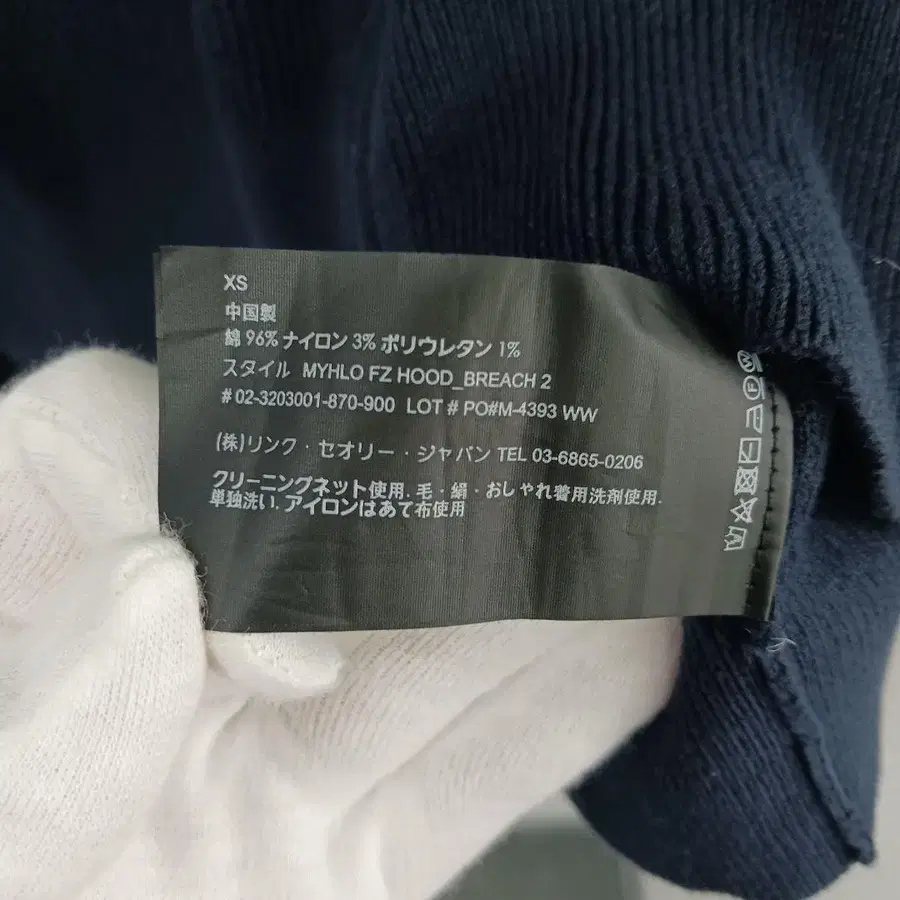 XS
中国製
綿 96% ナイロン 3% ポリウレタン 1%
スタイル MYHLO FZ HOOD_BREACH 2
# 02-3203001-870-900 LOT # PO#M-4393 WW
(株)リンク・セオリー・ジャパン TEL 03-6865-0206
クリーニングネット使用. 毛・絹・おしゃれ着用洗剤使用.
単独洗い. アイロンはあて布使用
W
F